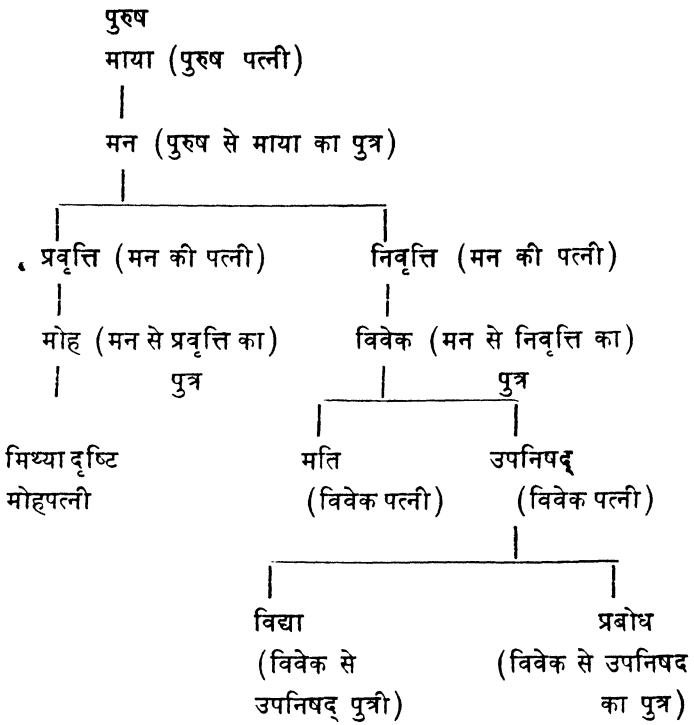 पुरुष
माया (पुरुष पत्नी)
मन (पुरुष से माया का पुत्र)
प्रवृत्ति (मन की पत्नी) निवृत्ति (मन की पत्नी)
मोह (मन से प्रवृत्ति का) विवेक (मन से निवृत्ति का)
पुत्र पुत्र
मिथ्या दृष्टि मति उपनिषद्
मोहपत्नी (विवेक पत्नी) (विवेक पत्नी)
विद्या प्रबोध
(विवेक से (विवेक से उपनिषद
उपनिषद् पुत्री) का पुत्र)